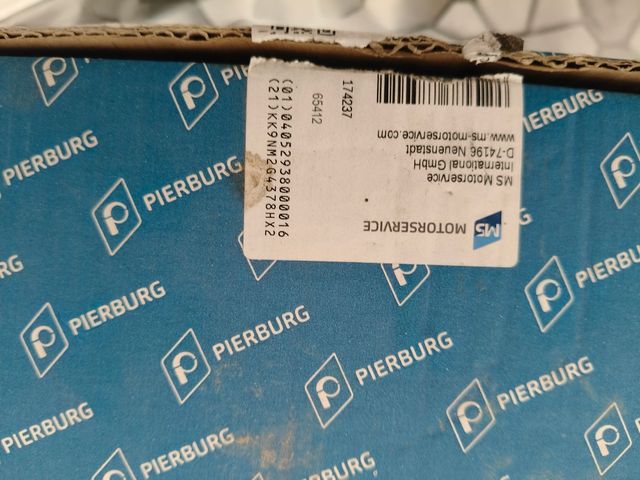 MS MOTORSERVICE
MS Motorservice
International GmbH
D-74196 Neuenstadt
www.ms-motorservice.com
174237
65412
(01)04052938000016
(21)KK9NM2G4378HX2
PIERBURG
PIERBURG
PIERBURG
PIERBURG
PIERBURG
PIERBURG
PIERBURG
PIERBURG
PIERBURG
PIERBURG